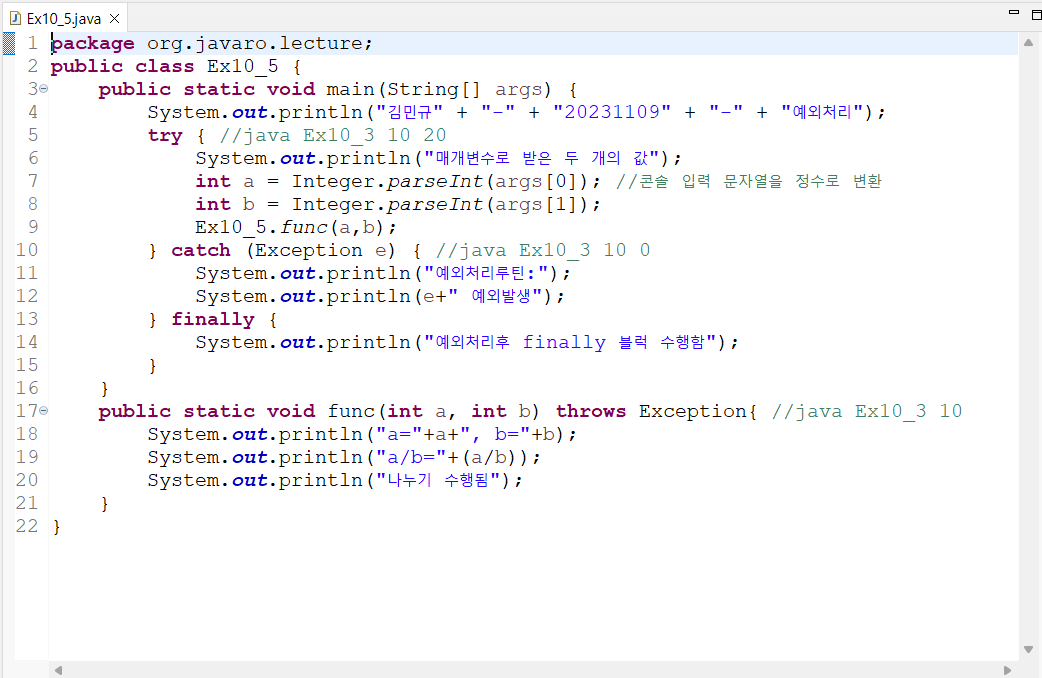 Ex10_5.java
1 package org.javaro.lecture;
2 public class Ex10_5 {
3 public static void main(String[] args) {
4 System.out.println("김민규" + "-" + "20231109" + "-" + "예외처리");
5 try { //java Ex10_3 10 20
6 System.out.println("매개변수로 받은 두 개의 값");
7 int a = Integer.parseInt(args[0]); //콘솔 입력 문자열을 정수로 변환
8 int b = Integer.parseInt(args[1]);
9 Ex10_5.func(a,b);
10 } catch (Exception e) { //java Ex10_3 10 0
11 System.out.println("예외처리루틴:");
12 System.out.println(e+" 예외발생");
13 } finally {
14 System.out.println("예외처리후 finally 블럭 수행함");
15 }
16 }
17 public static void func(int a, int b) throws Exception{ //java Ex10_3 10
18 System.out.println("a="+a+", b="+b);
19 System.out.println("a/b="+(a/b));
20 System.out.println("나누기 수행됨");
21 }
22 }